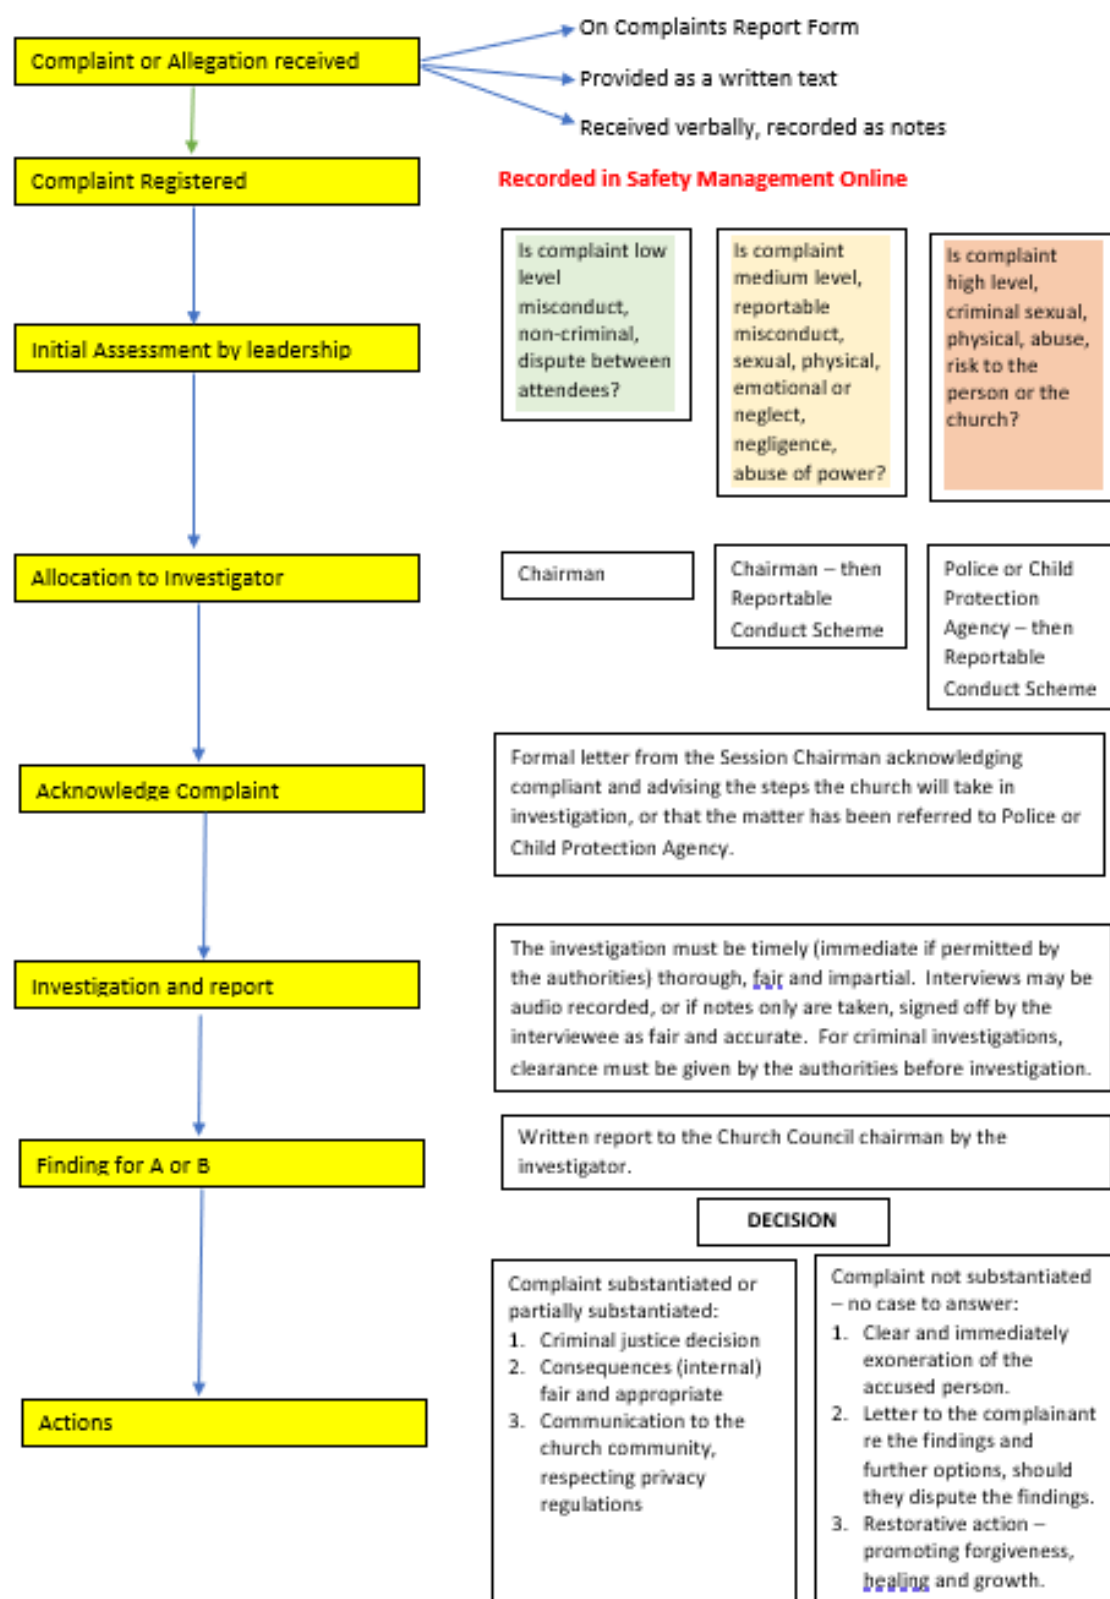 Complaint or Allegation received
On Complaints Report Form
Provided as a written text
Received verbally, recorded as notes
Complaint Registered
Recorded in Safety Management Online
Initial Assessment by leadership
Is complaint low
level
misconduct,
non-criminal,
dispute between
attendees?
Is complaint
medium level,
reportable
misconduct,
sexual, physical,
emotional or
neglect,
negligence,
abuse of power?
Is complaint
high level,
criminal sexual,
physical, abuse,
risk to the
person or the
church?
Allocation to Investigator
Chairman
Chairman – then
Reportable
Conduct Scheme
Police or Child
Protection
Agency – then
Reportable
Conduct Scheme
Acknowledge Complaint
Formal letter from the Session Chairman acknowledging
compliant and advising the steps the church will take in
investigation, or that the matter has been referred to Police or
Child Protection Agency.
Investigation and report
The investigation must be timely (immediate if permitted by
the authorities) thorough, fair and impartial. Interviews may be
audio recorded, or if notes only are taken, signed off by the
interviewee as fair and accurate. For criminal investigations,
clearance must be given by the authorities before investigation.
Finding for A or B
Written report to the Church Council chairman by the
investigator.
DECISION
Complaint substantiated or
partially substantiated:
1. Criminal justice decision
2. Consequences (internal)
fair and appropriate
3. Communication to the
church community,
respecting privacy
regulations
Complaint not substantiated
– no case to answer:
1. Clear and immediately
exoneration of the
accused person.
2. Letter to the complainant
re the findings and
further options, should
they dispute the findings.
3. Restorative action –
promoting forgiveness,
healing and growth.
Actions